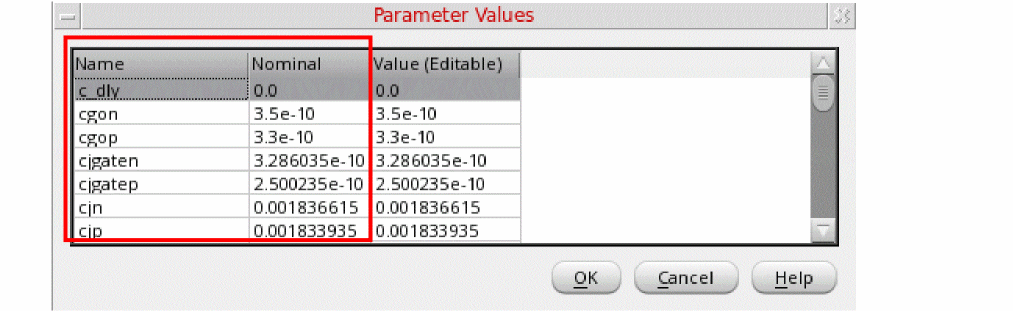 Parameter Values
Name Nominal Value (Editable)
c_dly 0.0 0.0
cgon 3.5e-10 3.5e-10
cgop 3.3e-10 3.3e-10
cjgaten 3.286035e-10 3.286035e-10
cjgatep 2.500235e-10 2.500235e-10
cjn 0.001836615 0.001836615
cjp 0.001833935 0.001833935
OK Cancel Help